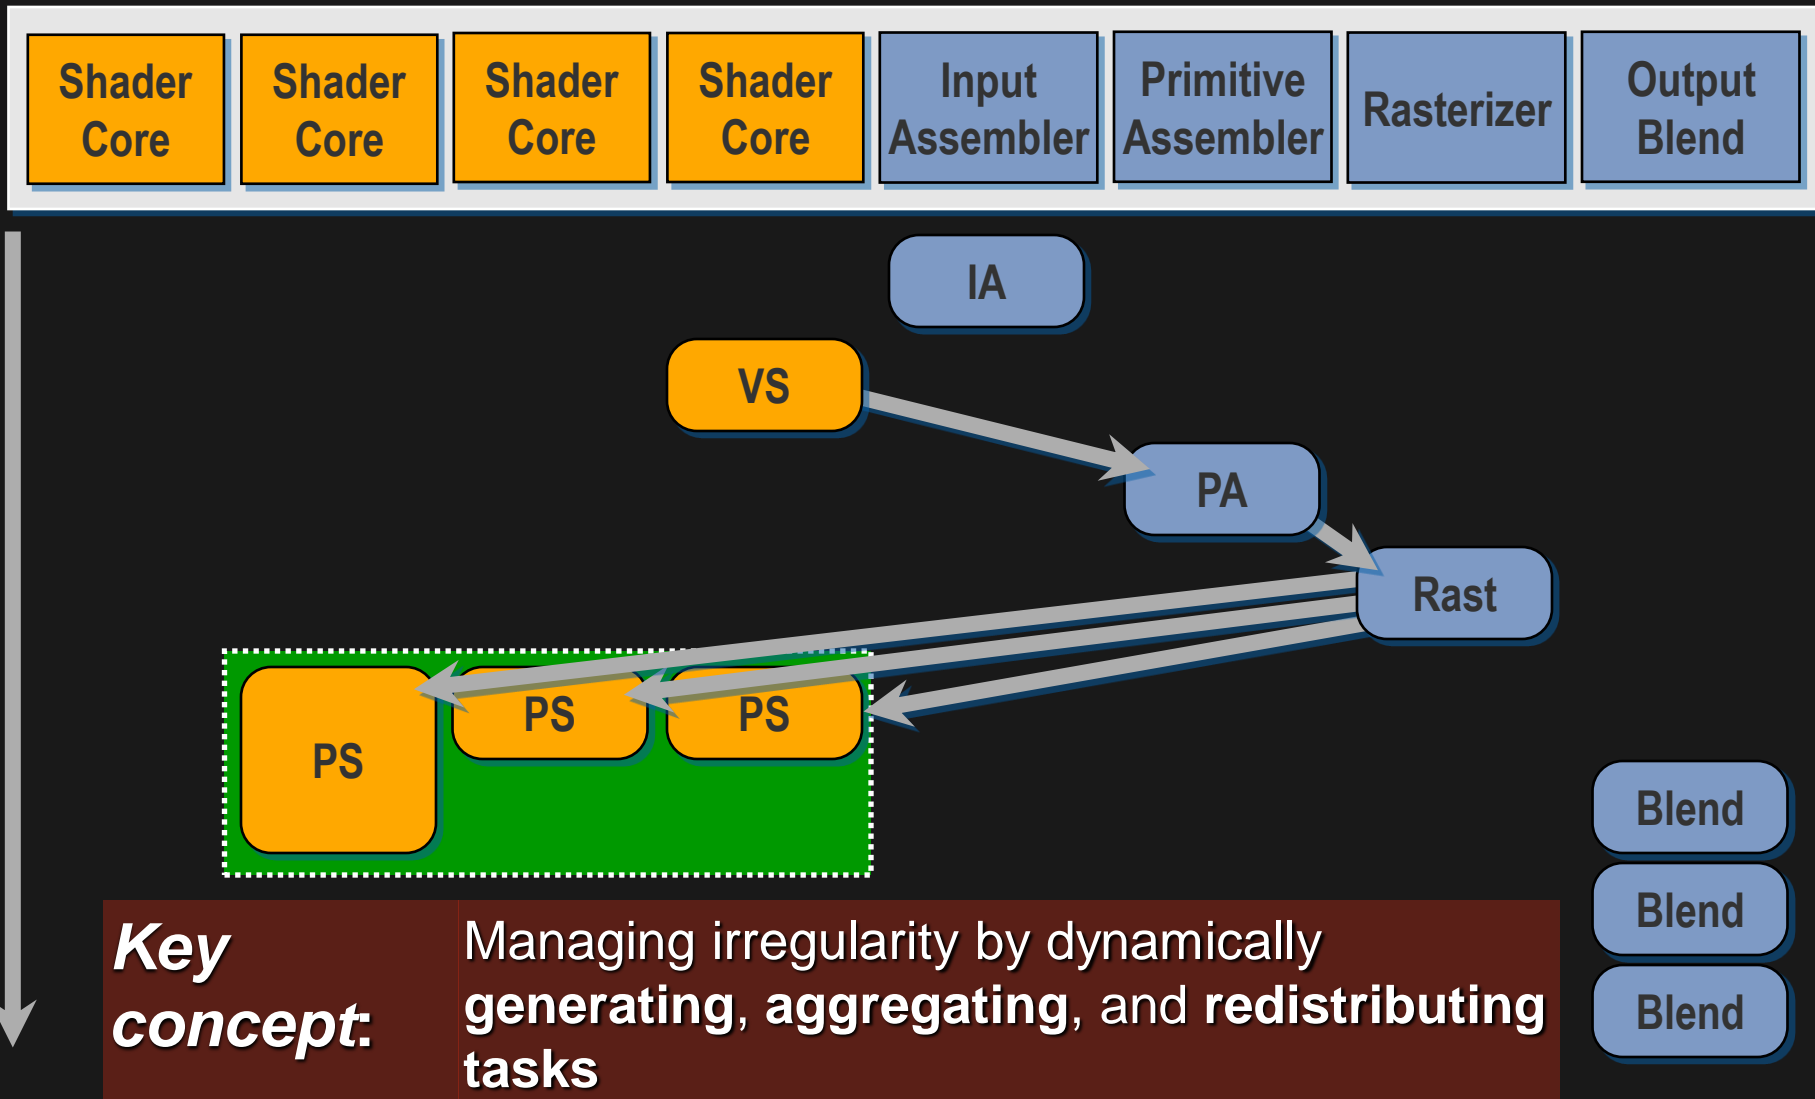 Shader
Core
Shader
Core
Shader
Core
Shader
Core
Input
Assembler
Primitive
Assembler
Rasterizer
Output
Blend
IA
VS
PA
Rast
PS
PS
PS
Blend
Blend
Blend
Key
concept:
Managing irregularity by dynamically
generating, aggregating, and redistributing
tasks